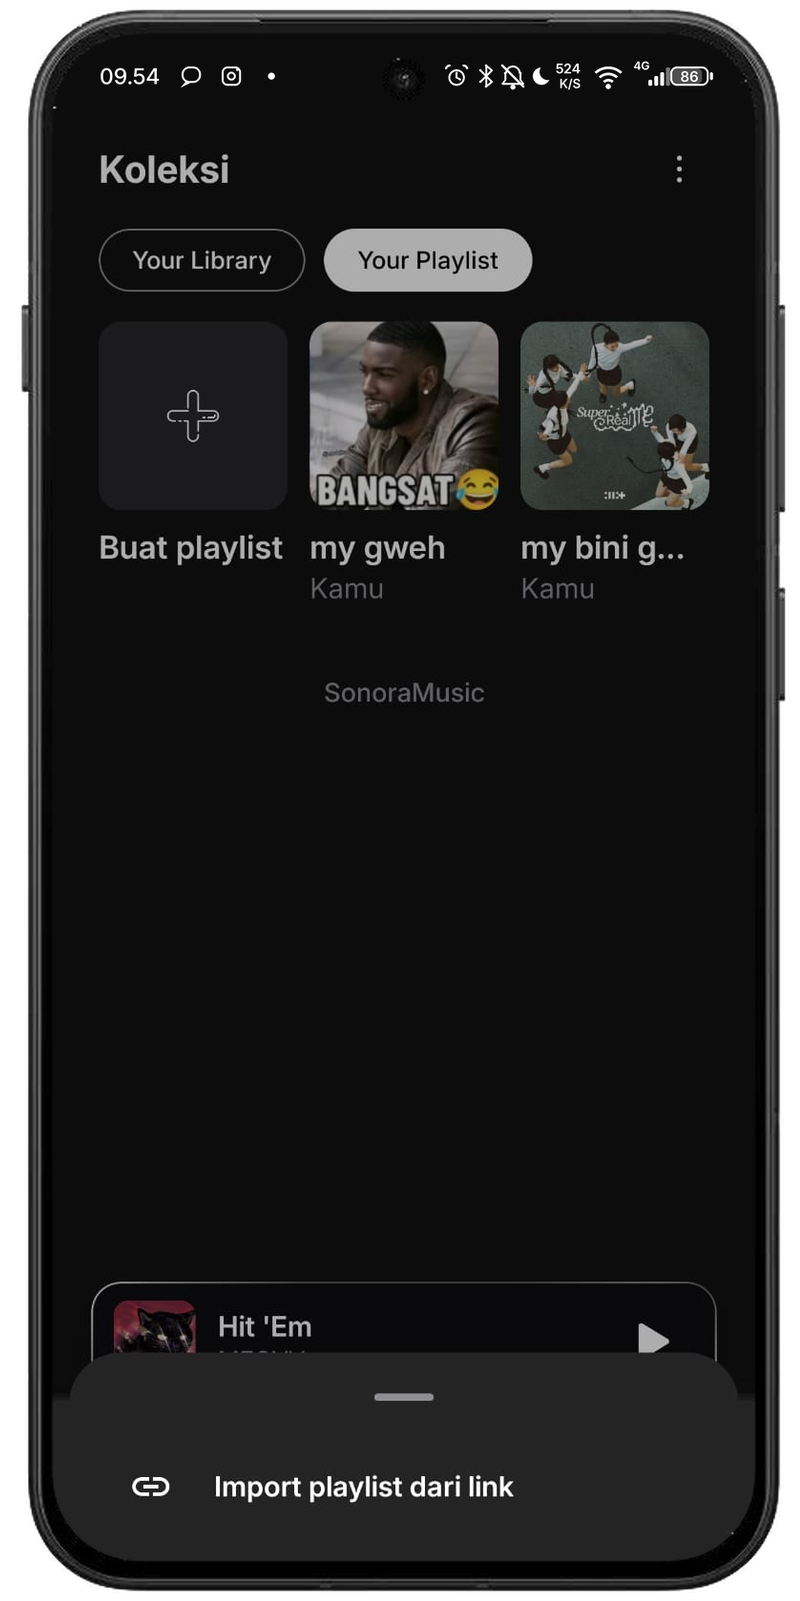 09.54
524
K/S
4G
86
Koleksi
Your Library
Your Playlist
BANGSAT😂
Super
Real Me
Buat playlist
my gweh
my bini g...
Kamu
Kamu
SonoraMusic
Hit 'Em
Import playlist dari link